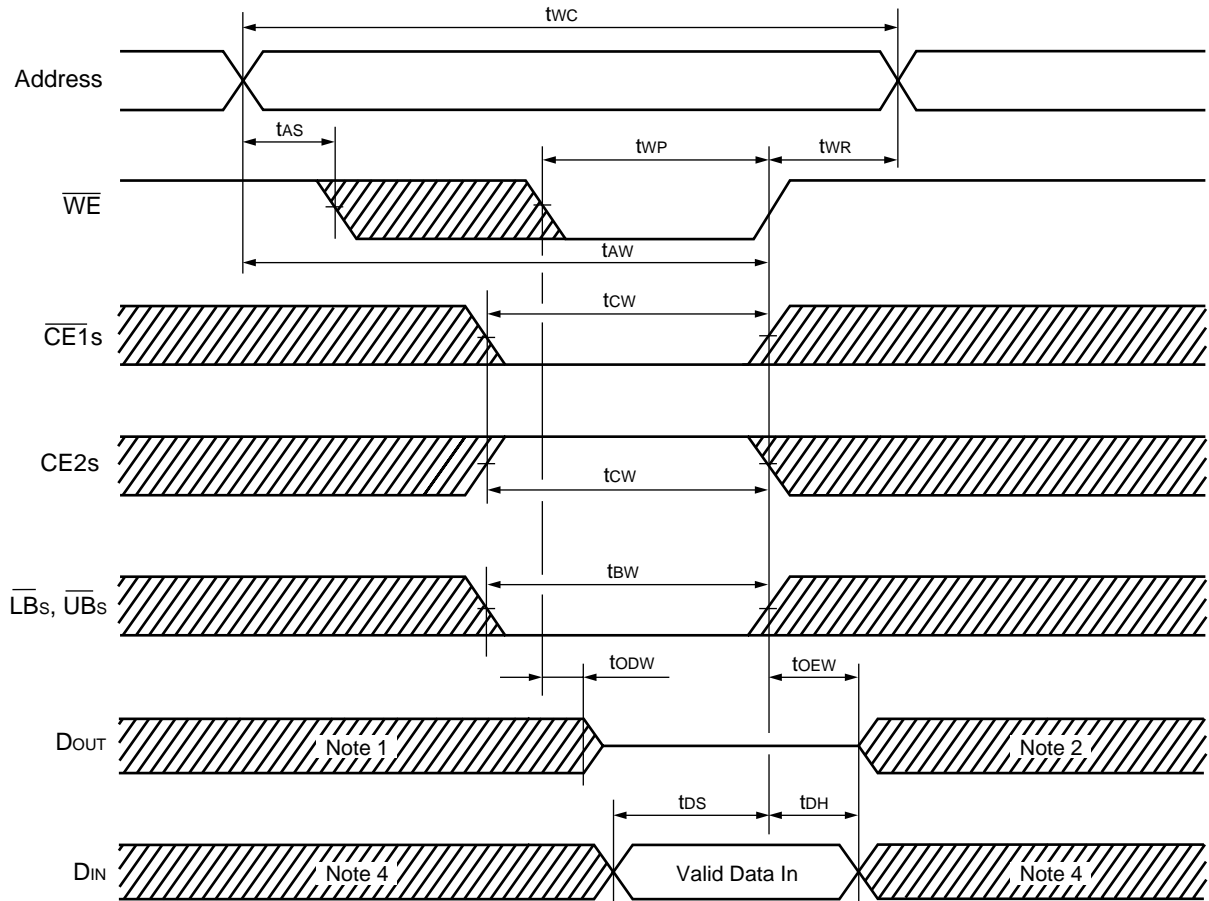 tWC
Address
tAS
tWP
tWR
WE
tAW
tCW
CE1s
CE2s
tCW
tBW
LBs, UBs
tODW
tOEW
DOUT
Note 1
Note 2
tDS
tDH
DIN
Note 4
Valid Data In
Note 4